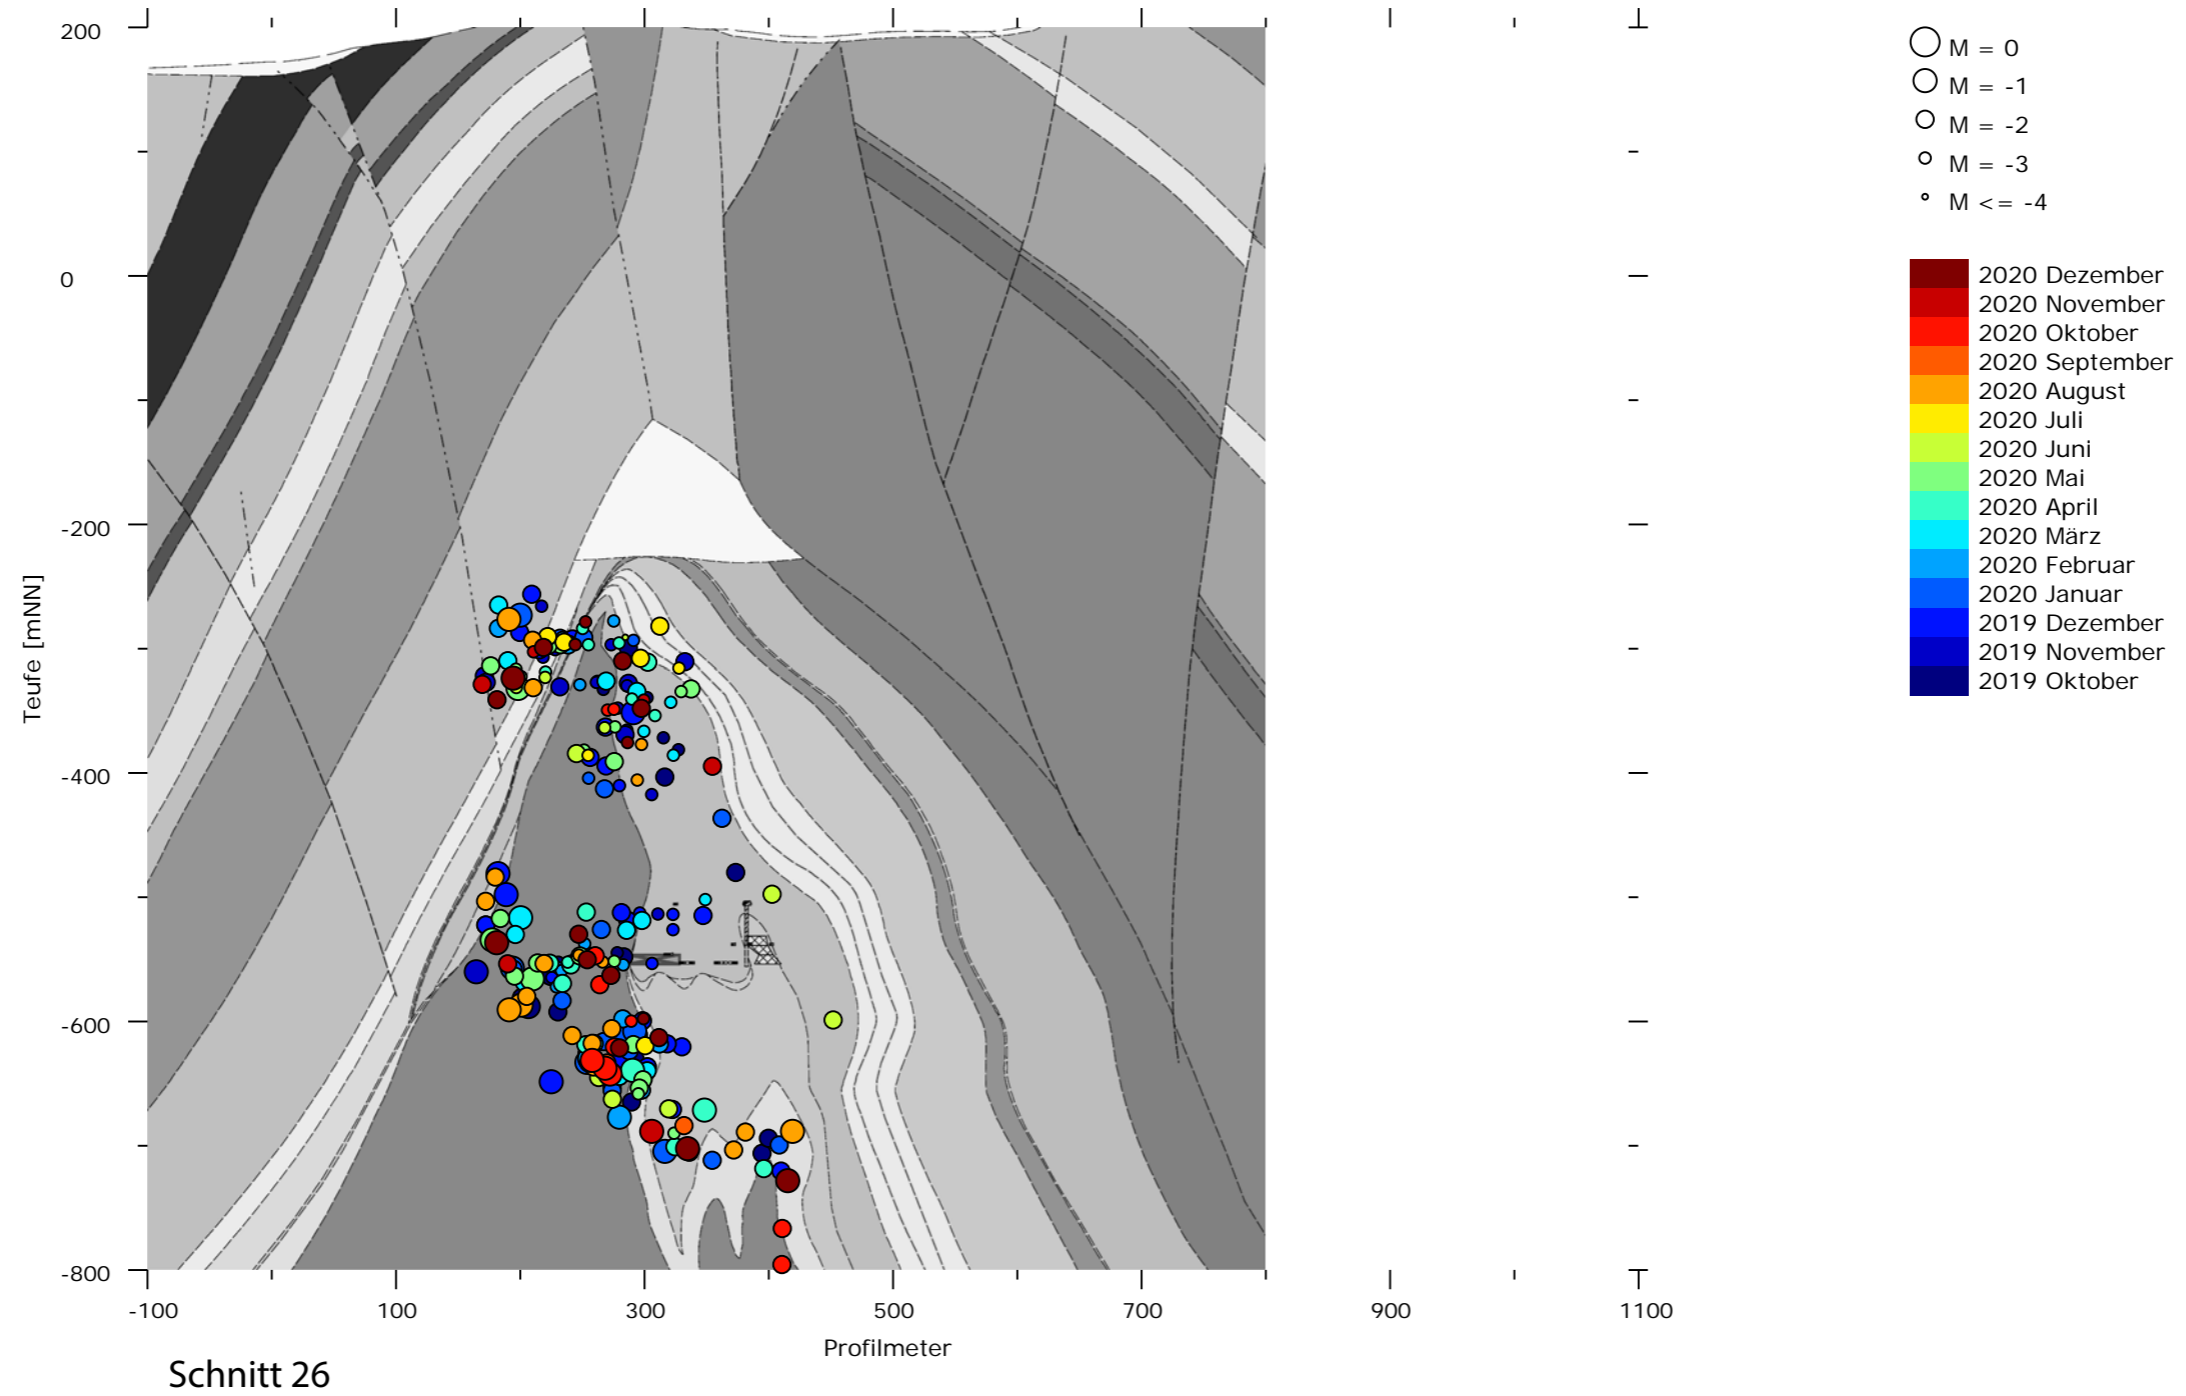 200
0
-200
-400
-600
-800
Teufe [mNN]
-100 100 300 500 700 900 1100
Profilmeter
Schnitt 26
M = 0
M = -1
M = -2
M = -3
M <= -4
2020 Dezember
2020 November
2020 Oktober
2020 September
2020 August
2020 Juli
2020 Juni
2020 Mai
2020 April
2020 März
2020 Februar
2020 Januar
2019 Dezember
2019 November
2019 Oktober